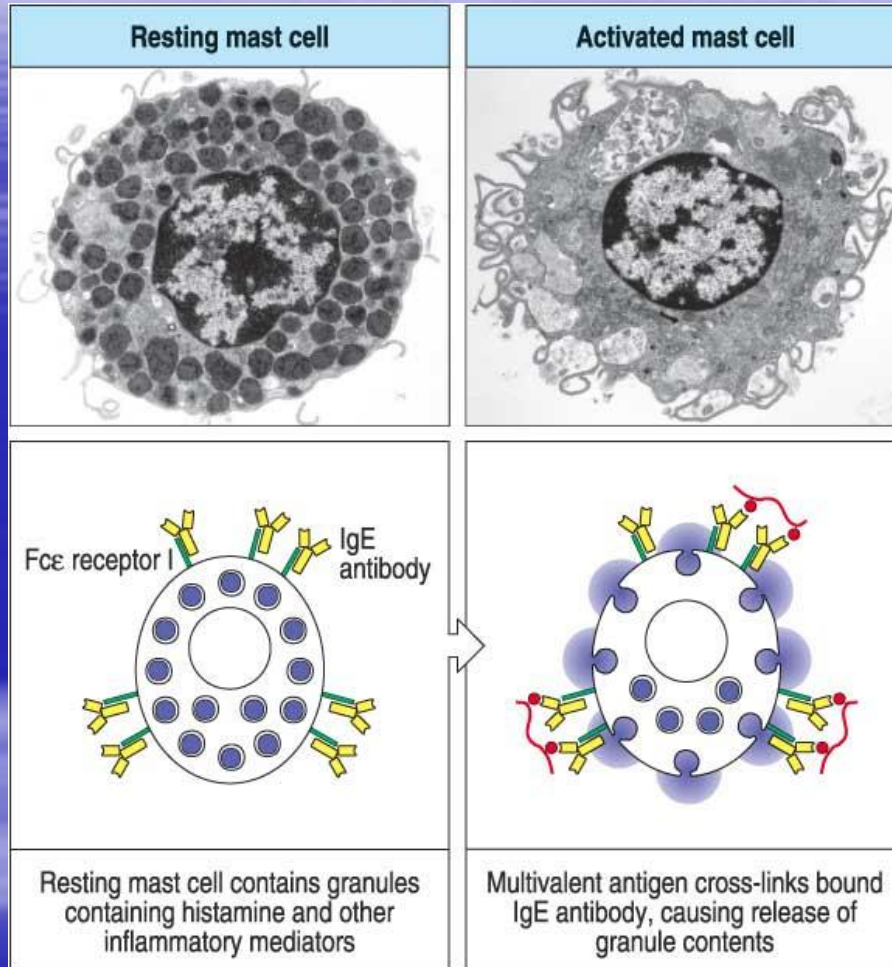 Resting mast cell
Activated mast cell
Fcε receptor I
IgE
antibody
Resting mast cell contains granules
containing histamine and other
inflammatory mediators
Multivalent antigen cross-links bound
IgE antibody, causing release of
granule contents